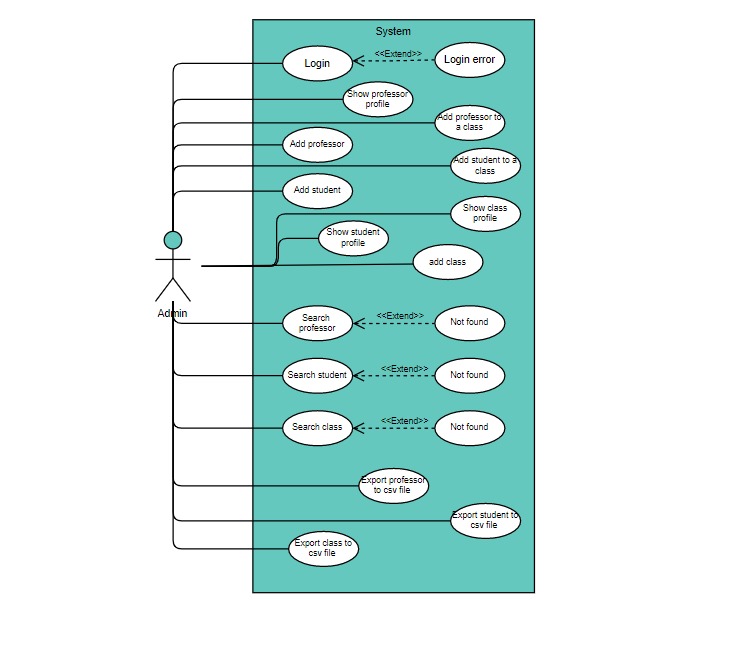 System
Login
<<Extend>>
Login error
Show professor
profile
Add professor to
a class
Add professor
Add student to a
class
Add student
Show class
profile
Show student
profile
add class
Admin
Search
professor
<<Extend>>
Not found
Search student
<<Extend>>
Not found
Search class
<<Extend>>
Not found
Export professor
to csv file
Export student to
csv file
Export class to
csv file